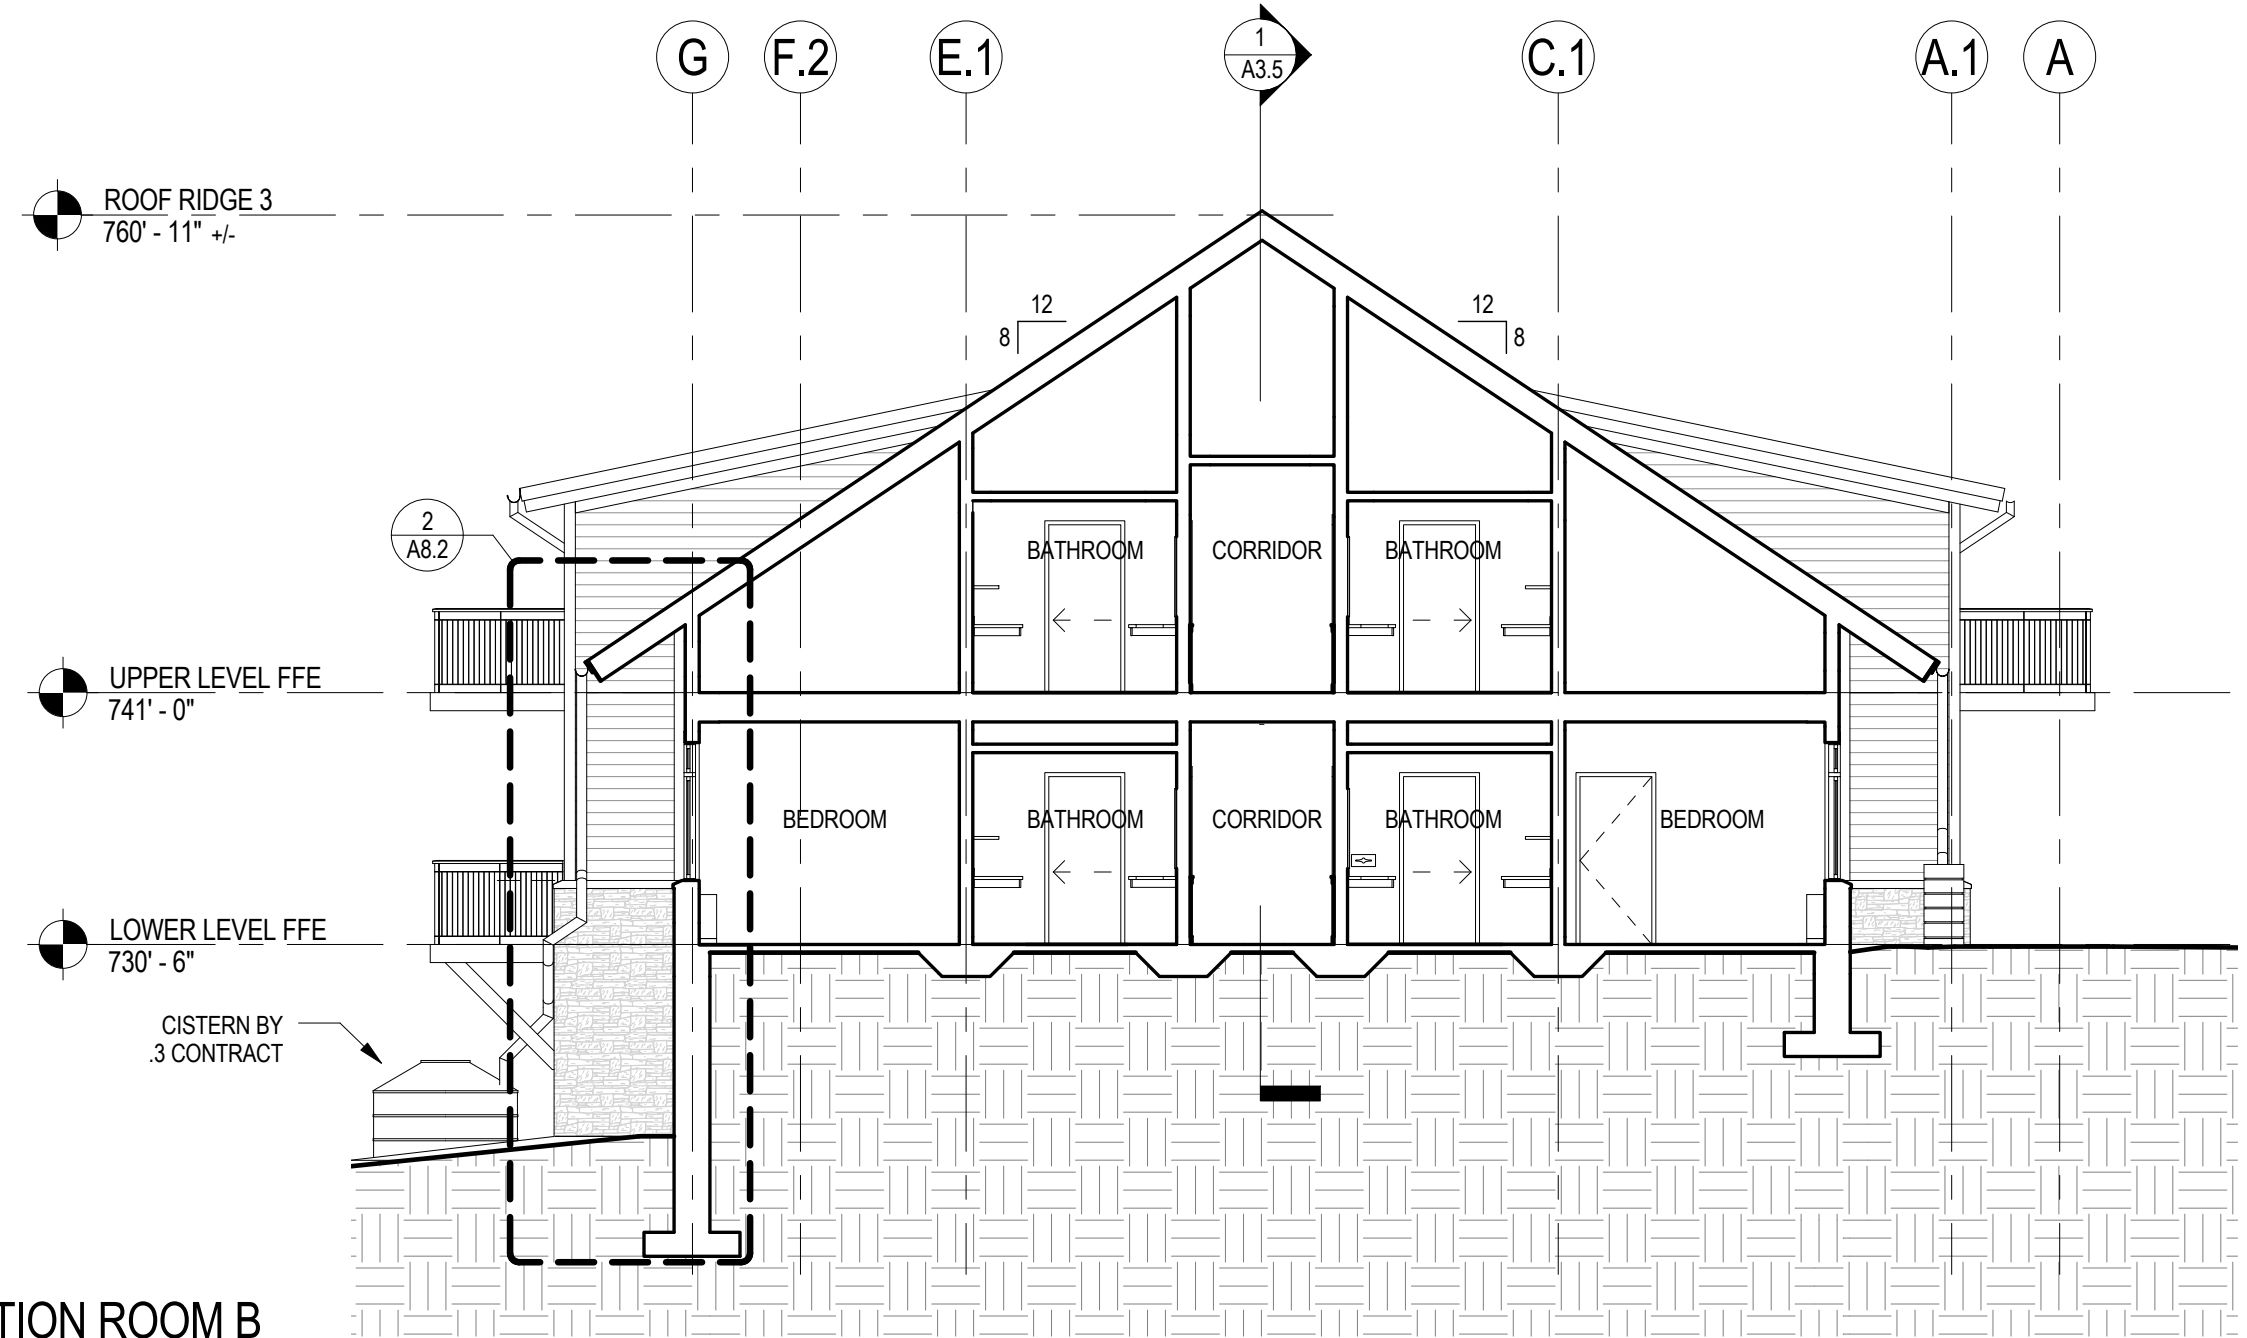 G F.2 E.1 1 C.1 A.1 A
A3.5
ROOF RIDGE 3
760' - 11" +/-
12 12
8 8
2
A8.2
BATHROOM CORRIDOR BATHROOM
UPPER LEVEL FFE
741' - 0"
BEDROOM BATHROOM CORRIDOR BATHROOM BEDROOM
LOWER LEVEL FFE
730' - 6"
CISTERN BY
.3 CONTRACT
TION ROOM B